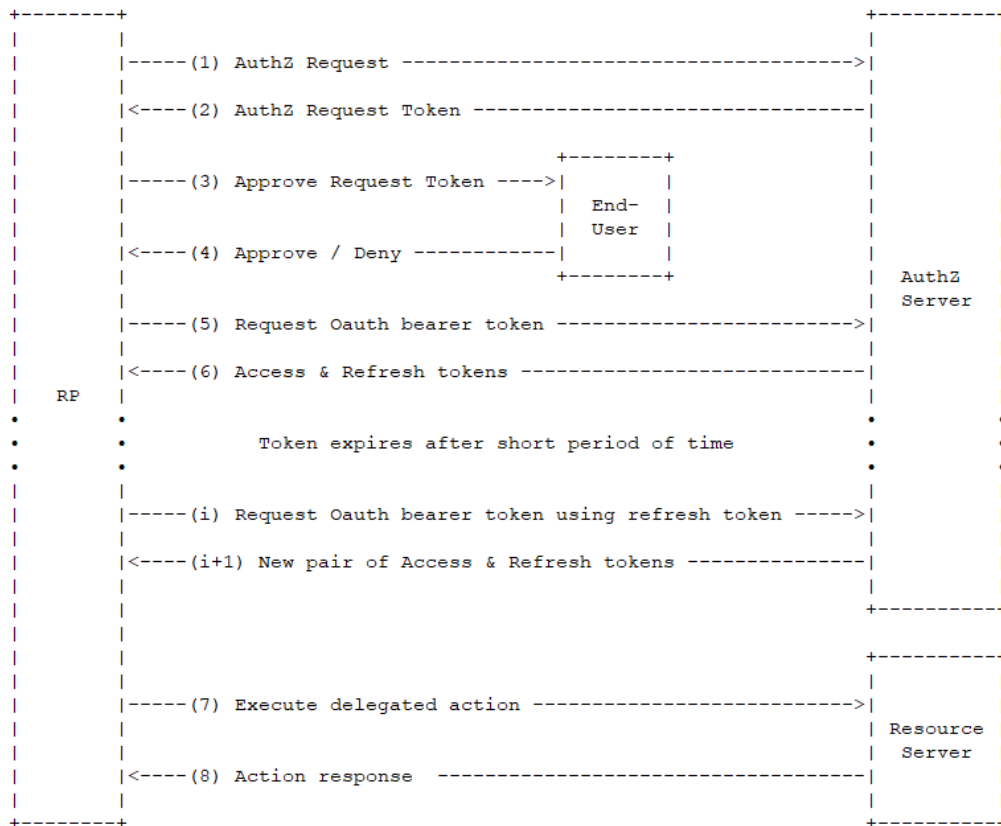 (1) AuthZ Request
(2) AuthZ Request Token
(3) Approve Request Token
End-
User
(4) Approve / Deny
AuthZ
Server
(5) Request Oauth bearer token
(6) Access & Refresh tokens
RP
Token expires after short period of time
(i) Request Oauth bearer token using refresh token
(i+1) New pair of Access & Refresh tokens
(7) Execute delegated action
Resource
Server
(8) Action response